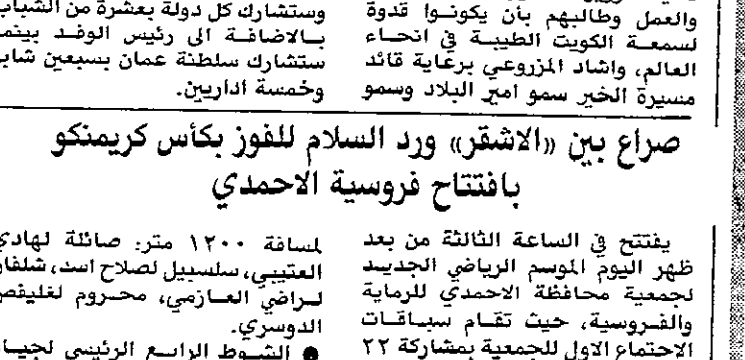 والعمل وطالبهم بأن يكونوا قدوة
لسمعة الكويت الطيبة في انحاء
العالم، واشاد المزروعي برعاية قائد
مسيرة الخير سمو امير البلاد وسمو
وستشارك كل دولة بعشرة من الشباب
بالاضافة الى رئيس الوفد بينما
ستشارك سلطنة عمان بسبعين شابا
وخمسة اداريين.
صراع بين «الاشقر» ورد السلام للفوز بكأس كريمنكو
بافتتاح فروسية الاحمدي
يفتتح في الساعة الثالثة من بعد
ظهر اليوم الموسم الرياضي الجديد
لجمعية محافظة الاحمدي للرماية
والفروسية، حيث تقام سباقات
الاجتماع الاول للجمعية بمشاركة ٢٢
لمسافة ١٢٠٠ متر: صائلة لهادي
العتيبي، سلسبيل لصلاح اسد، شلفار
لراضي العازمي، محروم لغليفص
الدوسري.
● الشوط الرابع الرئيسي لجياد